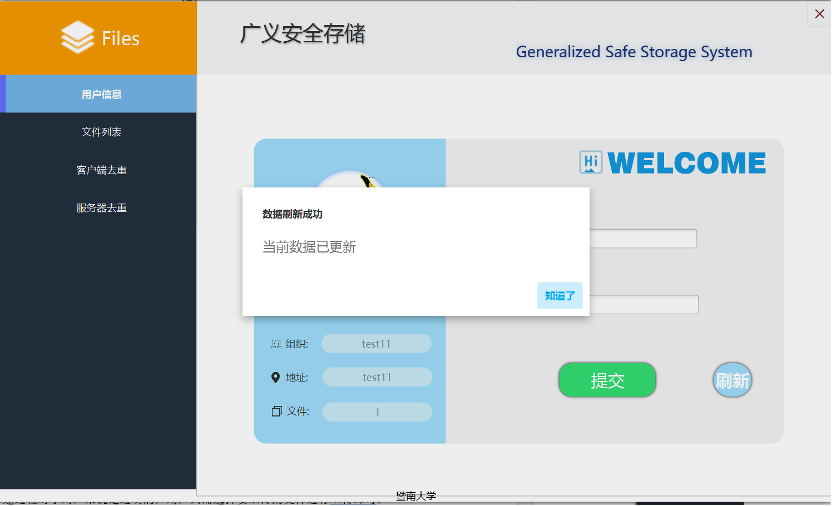 Files
广义安全存储
Generalized Safe Storage System
用户信息
文件列表
客户端去重
服务器去重
Hi WELCOME
数据刷新成功
当前数据已更新
知道了
组织: test11
地址: test11
文件: 1
提交
刷新
暨南大学